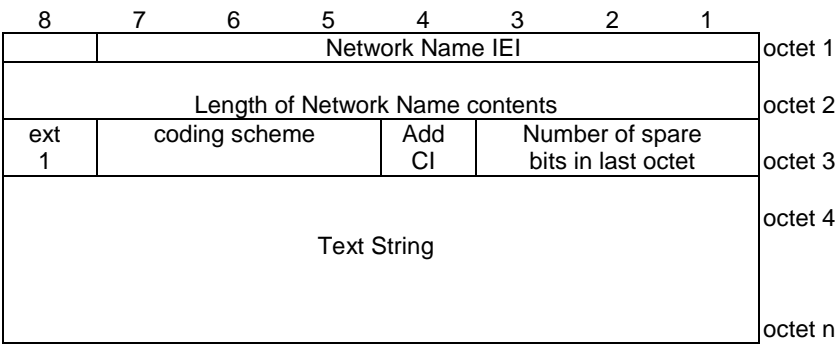 8 7 6 5 4 3 2 1
Network Name IEI octet 1
Length of Network Name contents octet 2
ext coding scheme Add Number of spare
1 CI bits in last octet octet 3
octet 4
Text String
octet n